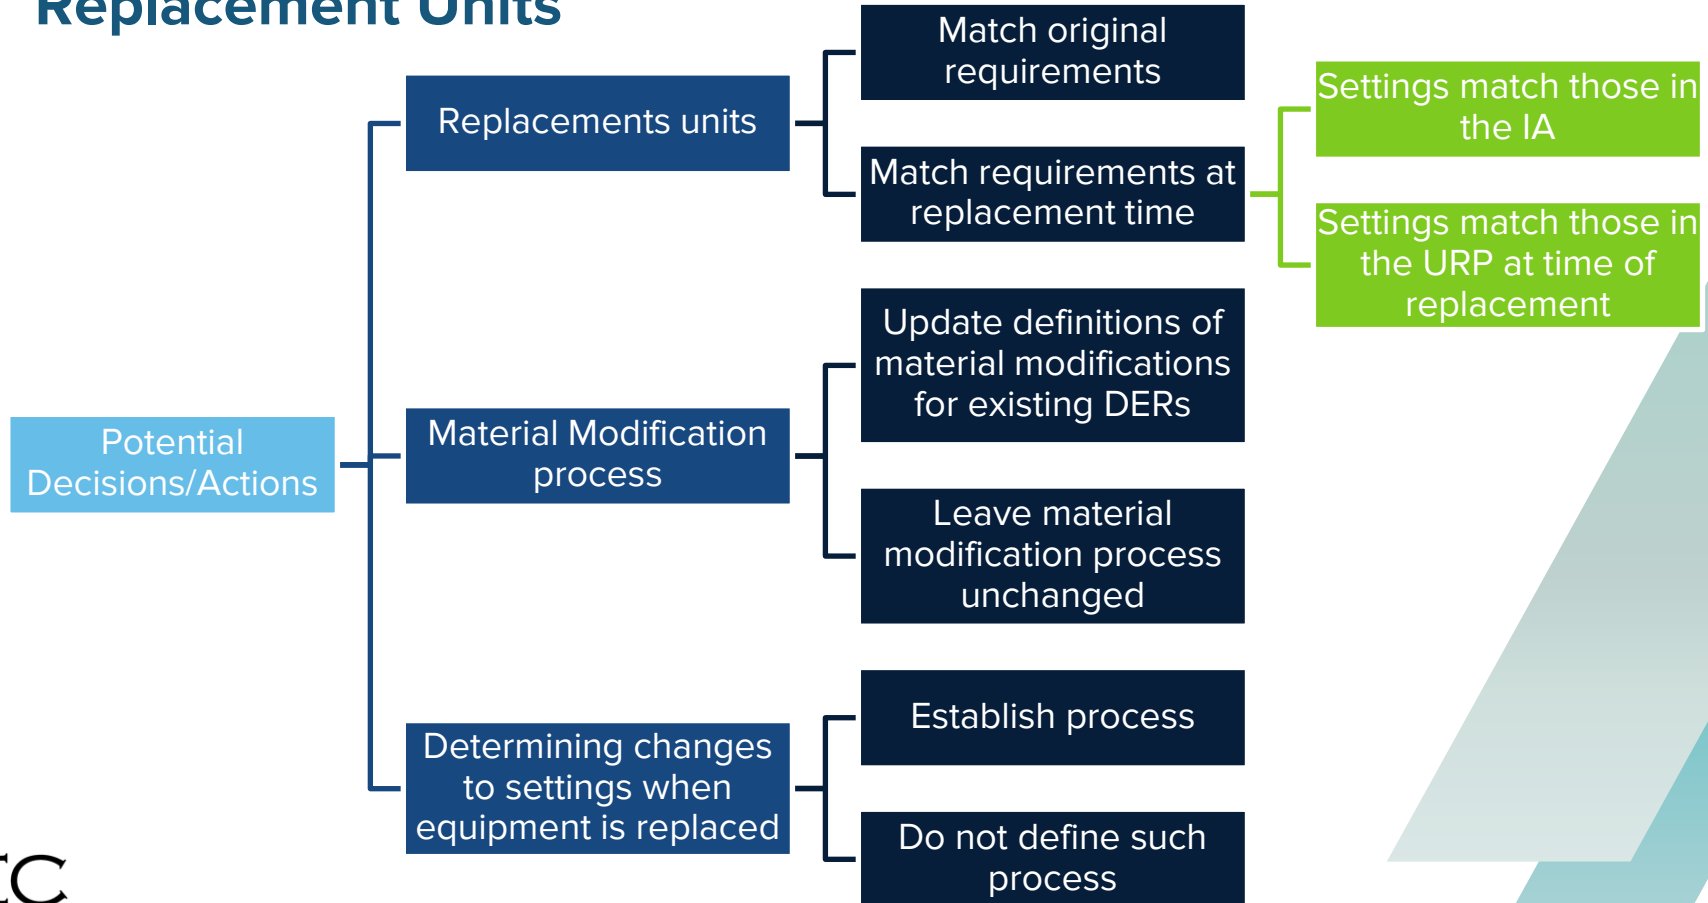 Replacement Units
Match original
requirements
Replacements units
Match requirements at
replacement time
Settings match those in
the IA
Settings match those in
the URP at time of
replacement
Potential
Decisions/Actions
Material Modification
process
Update definitions of
material modifications
for existing DERs
Leave material
modification process
unchanged
Determining changes
to settings when
equipment is replaced
Establish process
Do not define such
process